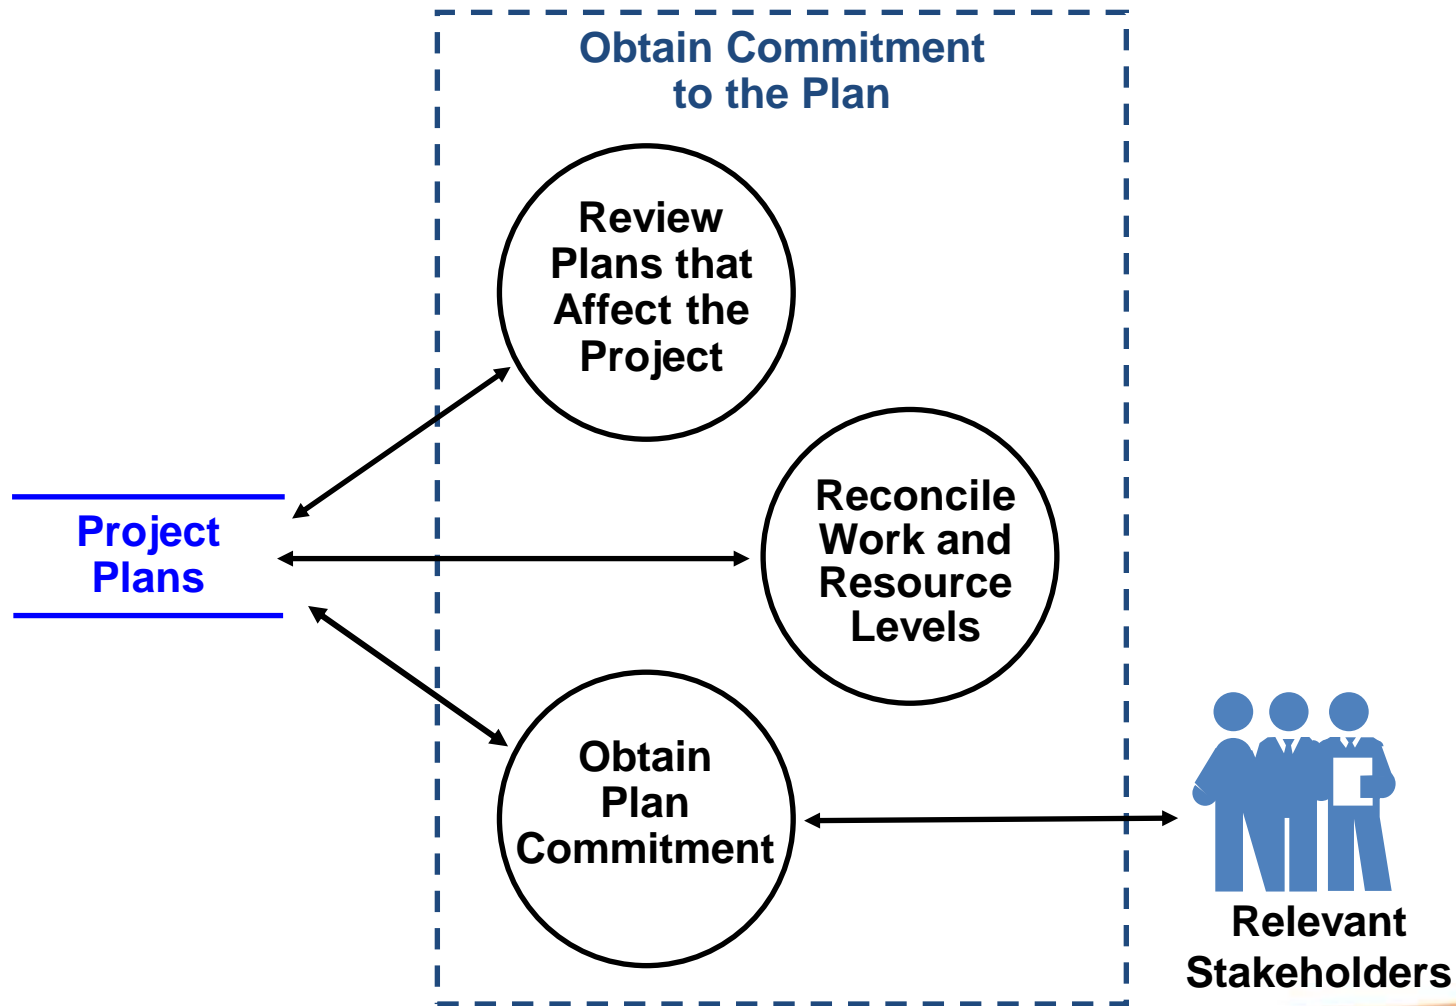 Obtain Commitment
to the Plan
Review
Plans that
Affect the
Project
Reconcile
Work and
Resource
Levels
Project
Plans
Obtain
Plan
Commitment
Relevant
Stakeholders